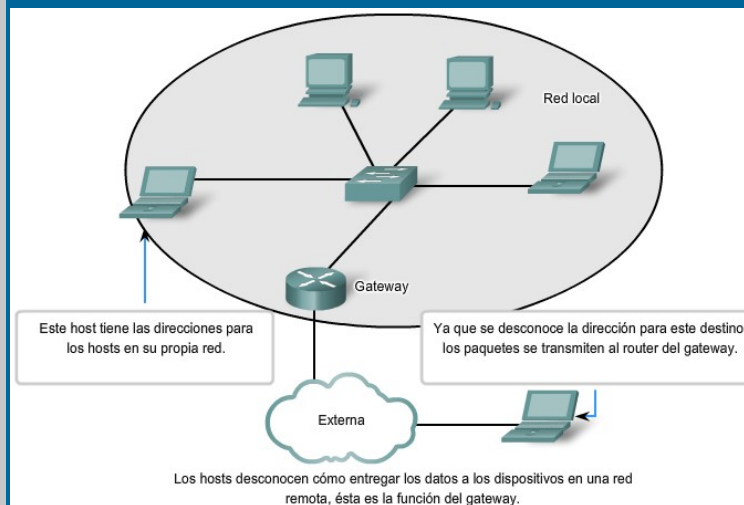 Red local
Gateway
Este host tiene las direcciones para
los hosts en su propia red.
Ya que se desconoce la dirección para este destino
los paquetes se transmiten al router del gateway.
Externa
Los hosts desconocen cómo entregar los datos a los dispositivos en una red
remota, ésta es la función del gateway.